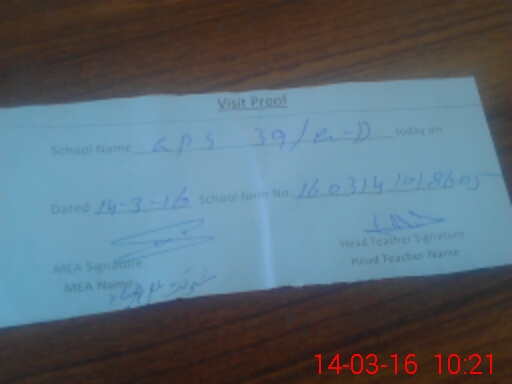 Visit Proof
School Name GPS 39/ today on
Dated 14-3-16 School form No. 1603141018605
Head Teacher Signature
MEA Signature
Head Teacher Name
MEA Name
14-03-16 10:21